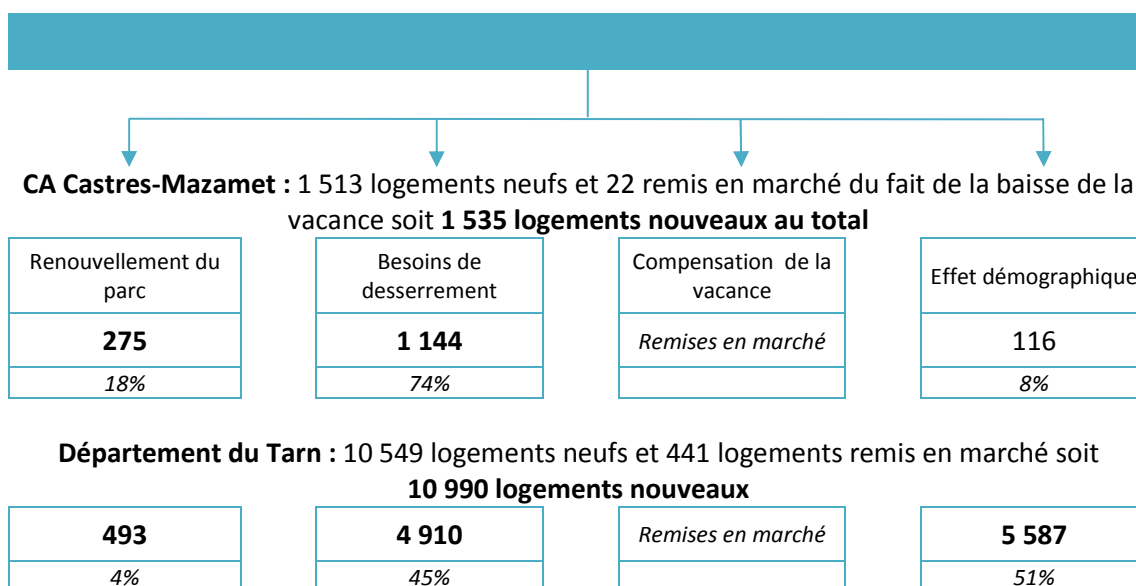 CA Castres-Mazamet : 1 513 logements neufs et 22 remis en marché du fait de la baisse de la
vacance soit 1 535 logements nouveaux au total
Renouvellement du
parc
Besoins de
desserrement
Compensation de la
vacance
Effet démographique
275
1 144
Remises en marché
116
18%
74%
8%
Département du Tarn : 10 549 logements neufs et 441 logements remis en marché soit
10 990 logements nouveaux
493
4 910
Remises en marché
5 587
4%
45%
51%